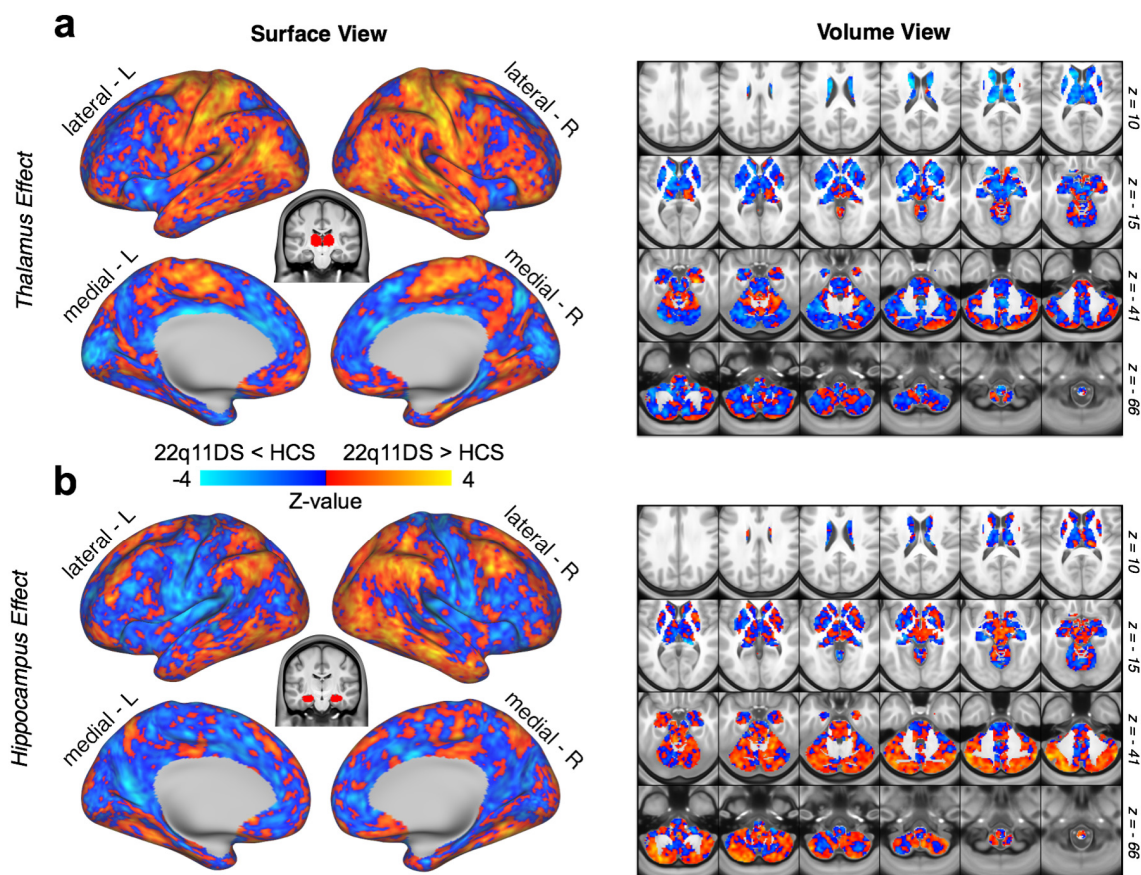 a
Surface View
Volume View
Thalamus Effect
lateral - L
lateral - R
medial - L
medial - R
z = 10
z = - 15
z = - 41
z = - 66
22q11DS < HCS
22q11DS > HCS
-4
4
Z-value
b
Hippocampus Effect
lateral - L
lateral - R
medial - L
medial - R
z = 10
z = - 15
z = - 41
z = - 66